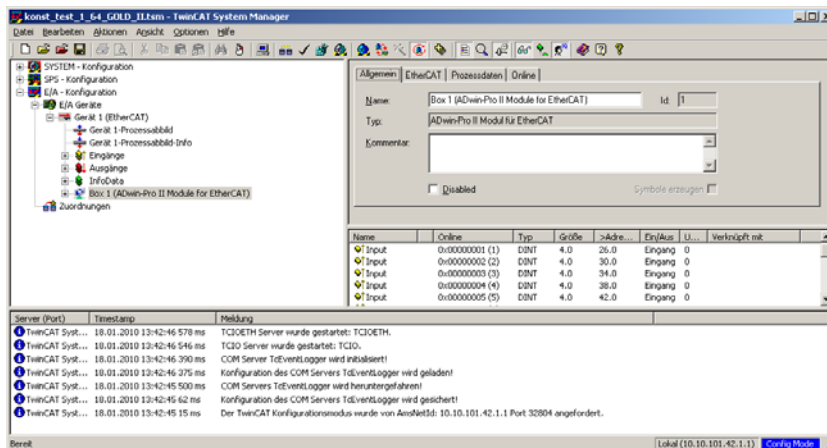 konst_test_1_64_GOLD_II.tsm - TwinCAT System Manager
Datei Bearbeiten Aktionen Ansicht Optionen Hilfe
SYSTEM - Konfiguration
SPS - Konfiguration
E/A - Konfiguration
E/A Geräte
Gerät 1 (EtherCAT)
Gerät 1-Prozessabbild
Gerät 1-Prozessabbild-Info
Eingänge
Ausgänge
InfoData
Box 1 (ADwin-Pro II Module for EtherCAT)
Zuordnungen
Allgemein EtherCAT Prozessdaten Online
Name: Box 1 (ADwin-Pro II Module for EtherCAT) Id: 1
Typ: ADwin-Pro II Modul für EtherCAT
Kommentar:
Disabled Symbole erzeugen
Name Online Typ Größe >Adre... Ein/Aus U... Verknüpft mit
Input 0x00000001 (1) DINT 4.0 26.0 Eingang 0
Input 0x00000002 (2) DINT 4.0 30.0 Eingang 0
Input 0x00000003 (3) DINT 4.0 34.0 Eingang 0
Input 0x00000004 (4) DINT 4.0 38.0 Eingang 0
Input 0x00000005 (5) DINT 4.0 42.0 Eingang 0
Server (Port) Timestamp Meldung
TwinCAT Syst... 18.01.2010 13:42:46 578 ms TCIOETH Server wurde gestartet: TCIOETH.
TwinCAT Syst... 18.01.2010 13:42:46 546 ms TCIO Server wurde gestartet: TCIO.
TwinCAT Syst... 18.01.2010 13:42:46 390 ms COM Server TcEventLogger wird initialisiert!
TwinCAT Syst... 18.01.2010 13:42:46 375 ms Konfiguration des COM Servers TcEventLogger wird geladen!
TwinCAT Syst... 18.01.2010 13:42:45 500 ms COM Servers TcEventLogger wird heruntergefahren!
TwinCAT Syst... 18.01.2010 13:42:45 62 ms Konfiguration des COM Servers TcEventLogger wird gesichert!
TwinCAT Syst... 18.01.2010 13:42:45 15 ms Der TwinCAT Konfigurationsmodus wurde von AmsNetId: 10.10.101.42.1.1 Port 32804 angefordert.
Bereit Lokal (10.10.101.42.1.1) Config Mode